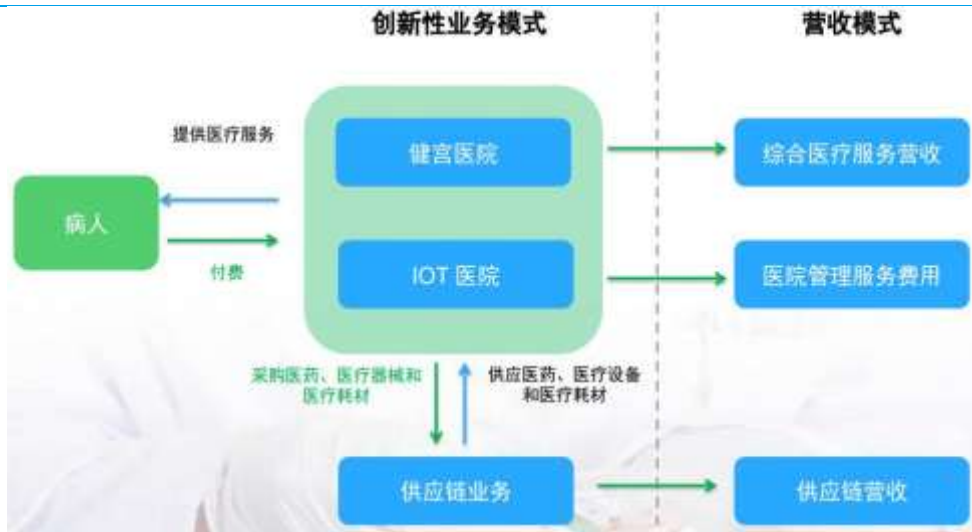 创新性业务模式
营收模式
提供医疗服务
健宫医院
综合医疗服务营收
病人
付费
IOT 医院
医院管理服务费用
采购医药、医疗器械和
医疗耗材
供应医药、医疗设备
和医疗耗材
供应链业务
供应链营收